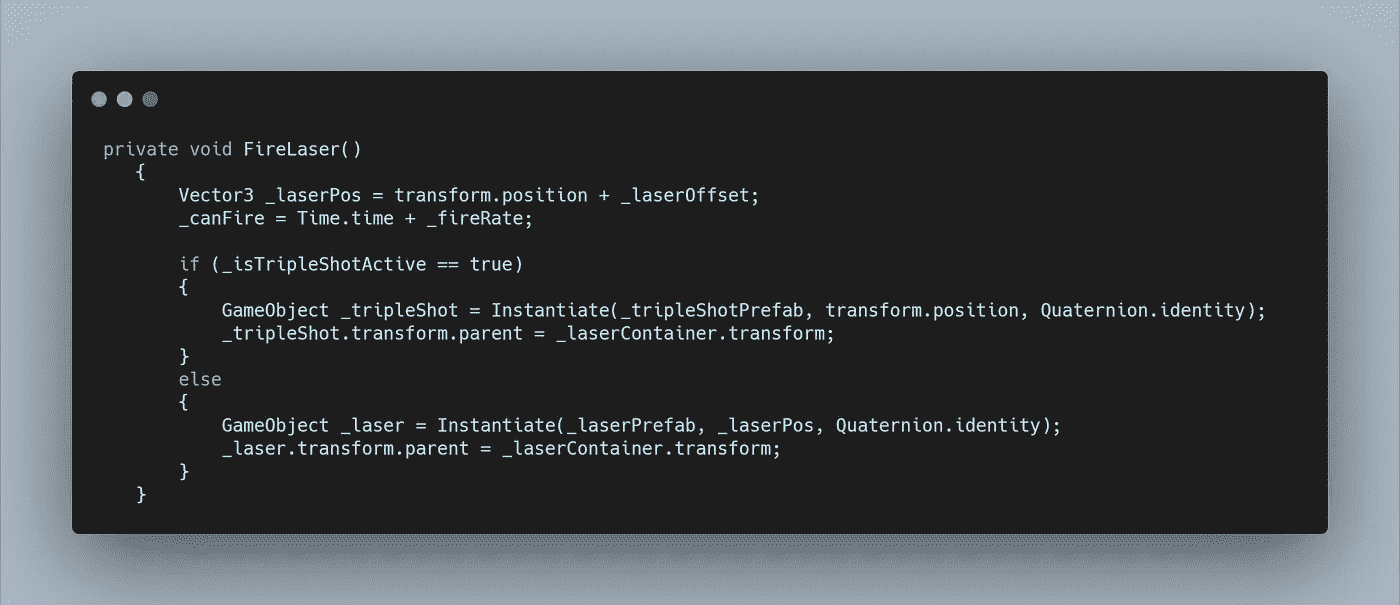 private void FireLaser()
{
Vector3 _laserPos = transform.position + _laserOffset;
_canFire = Time.time + _fireRate;
if (_isTripleShotActive == true)
{
GameObject _tripleShot = Instantiate(_tripleShotPrefab, transform.position, Quaternion.identity);
_tripleShot.transform.parent = _laserContainer.transform;
}
else
{
GameObject _laser = Instantiate(_laserPrefab, _laserPos, Quaternion.identity);
_laser.transform.parent = _laserContainer.transform;
}
}